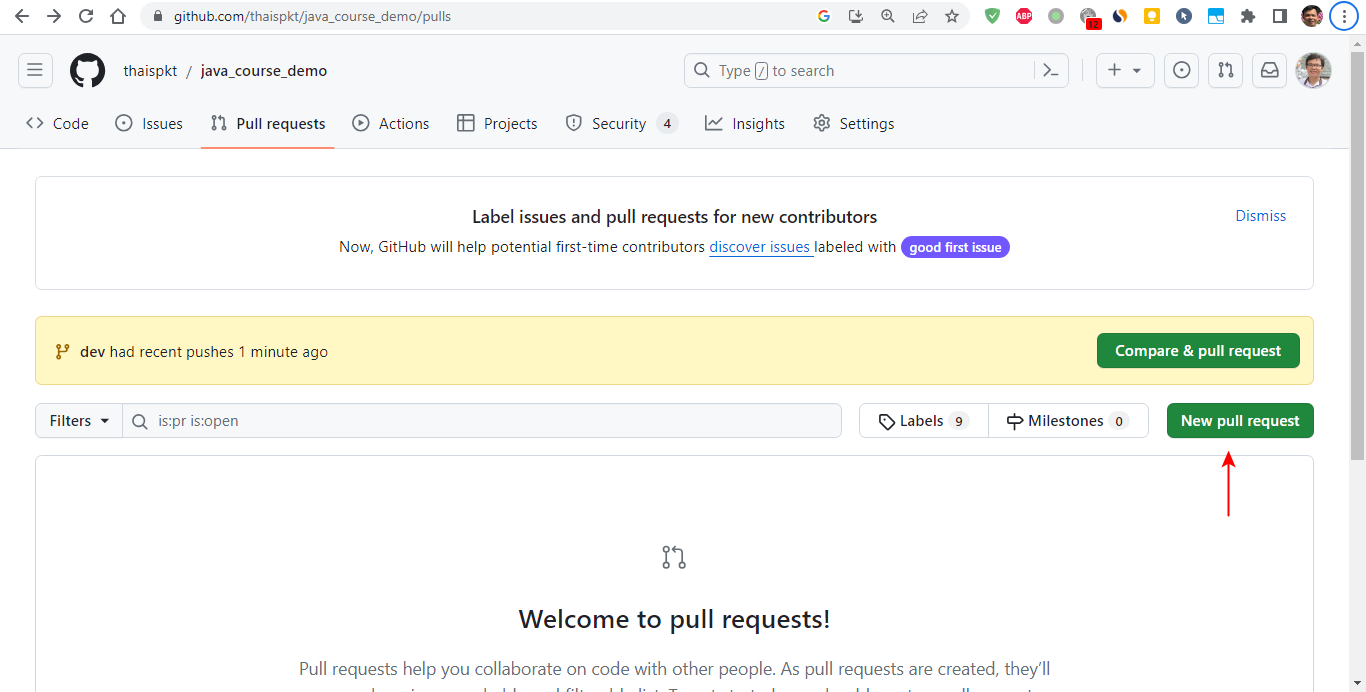 github.com/thaispkt/java_course_demo/pulls
ABP
12
thaispkt / java_course_demo
Type / to search
Code Issues Pull requests Actions Projects Security 4 Insights Settings
Label issues and pull requests for new contributors
Dismiss
Now, GitHub will help potential first-time contributors discover issues labeled with good first issue
dev had recent pushes 1 minute ago
Compare & pull request
Filters is:pr is:open Labels 9 Milestones 0 New pull request
Welcome to pull requests!
Pull requests help you collaborate on code with other people. As pull requests are created, they’ll